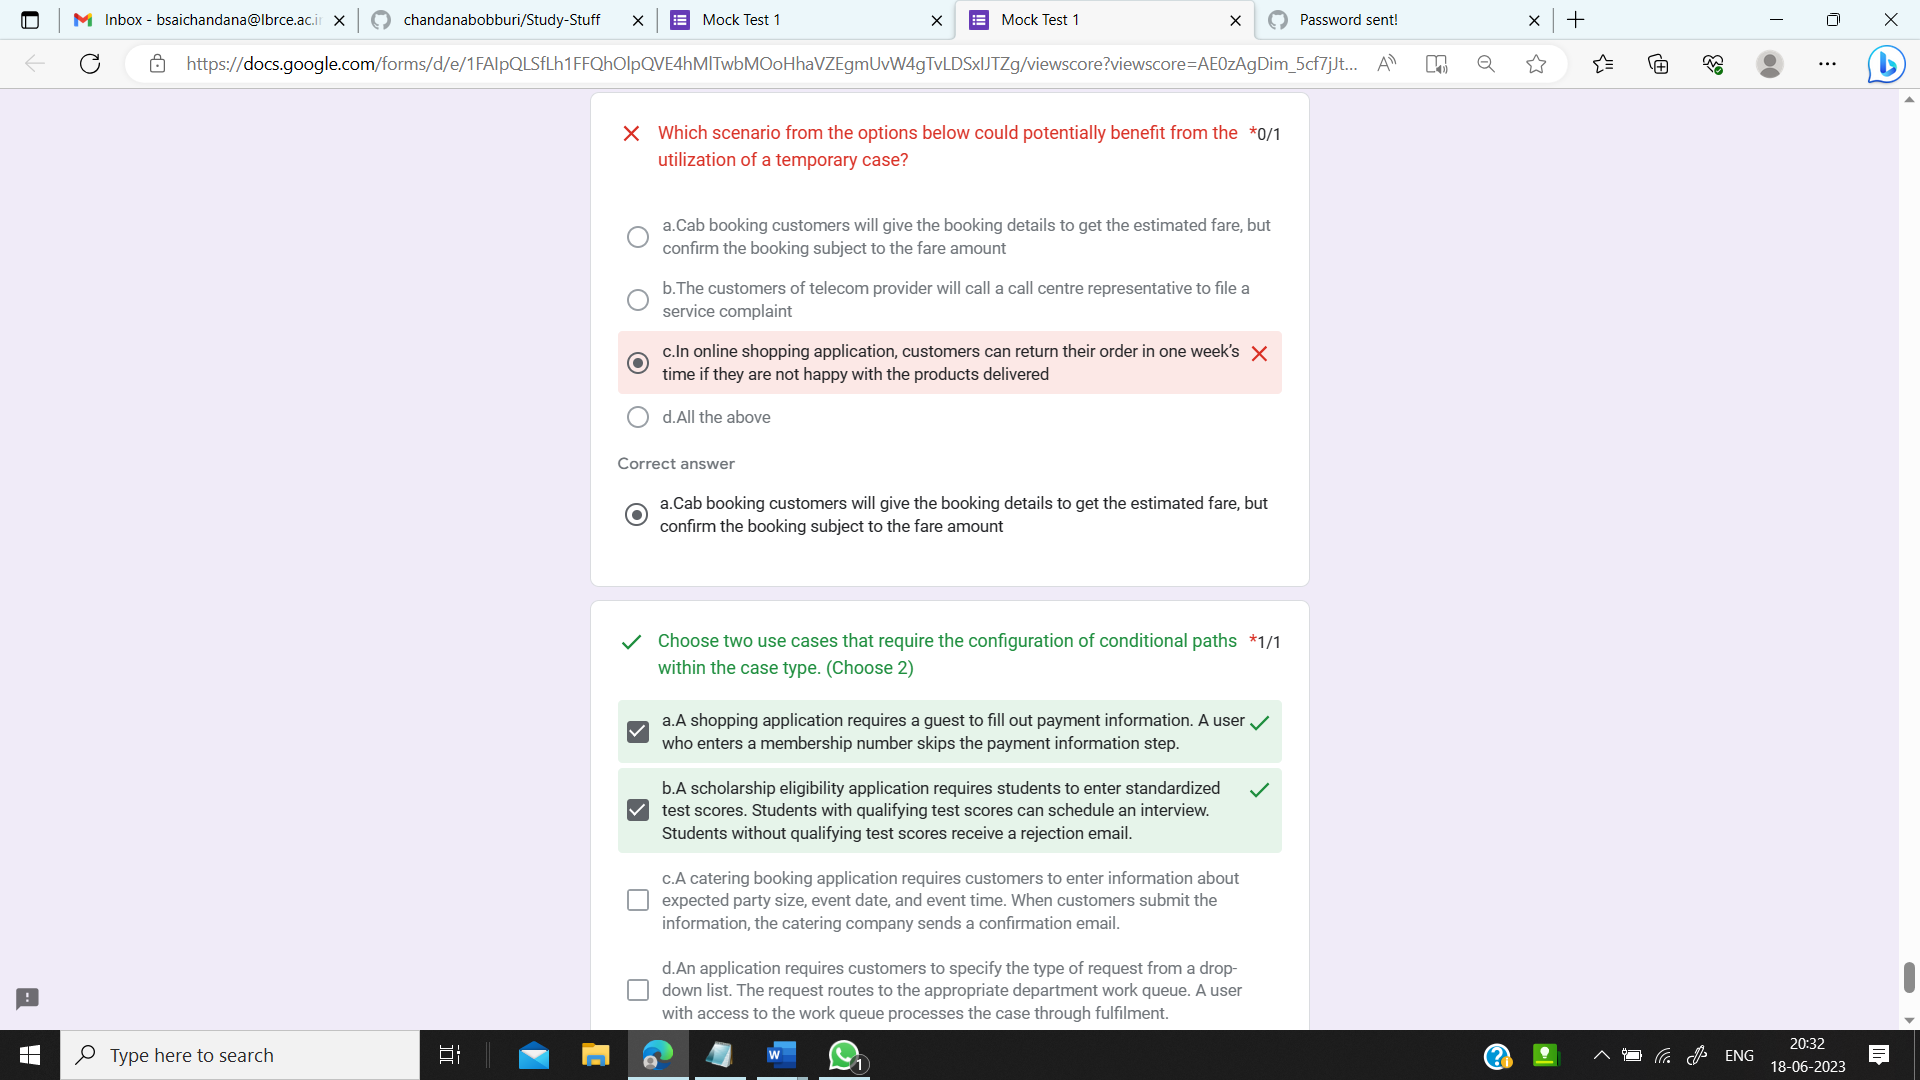 Inbox - bsaichandana@lbrce.ac.i
chandanabobburi/Study-Stuff
Mock Test 1
Mock Test 1
Password sent!
https://docs.google.com/forms/d/e/
Which scenario from the options below could potentially benefit from the *0/1
utilization of a temporary case?
a.Cab booking customers will give the booking details to get the estimated fare, but
confirm the booking subject to the fare amount
b.The customers of telecom provider will call a call centre representative to file a
service complaint
c.In online shopping application, customers can return their order in one week's
time if they are not happy with the products delivered
d.All the above
Correct answer
a.Cab booking customers will give the booking details to get the estimated fare, but
confirm the booking subject to the fare amount
Choose two use cases that require the configuration of conditional paths *1/1
within the case type. (Choose 2)
a.A shopping application requires a guest to fill out payment information. A user
who enters a membership number skips the payment information step.
b.A scholarship eligibility application requires students to enter standardized
test scores. Students with qualifying test scores can schedule an interview.
Students without qualifying test scores receive a rejection email.
c.A catering booking application requires customers to enter information about
expected party size, event date, and event time. When customers submit the
information, the catering company sends a confirmation email.
d.An application requires customers to specify the type of request from a drop-
down list. The request routes to the appropriate department work queue. A user
with access to the work queue processes the case through fulfilment.
Type here to search
1
ENG
20:32
18-06-2023